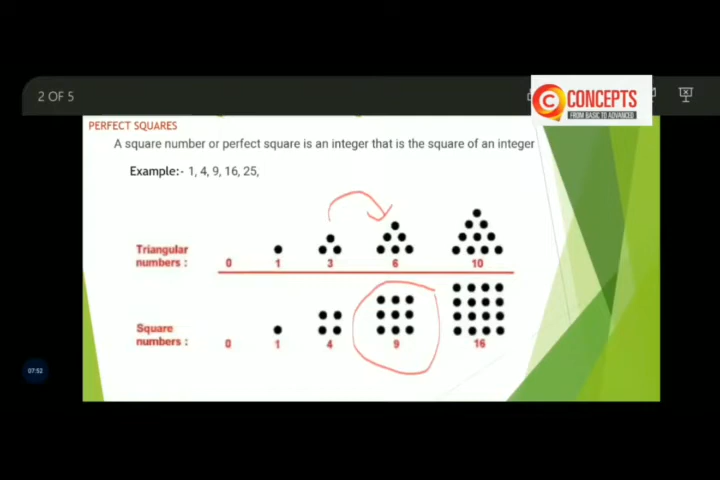 2 OF 5
C CONCEPTS
FROM BASIC TO ADVANCED
PERFECT SQUARES
A square number or perfect square is an integer that is the square of an integer
Example:- 1, 4, 9, 16, 25,
Triangular numbers : 0 1 3 6 10
Square numbers : 0 1 4 9 16
07:52